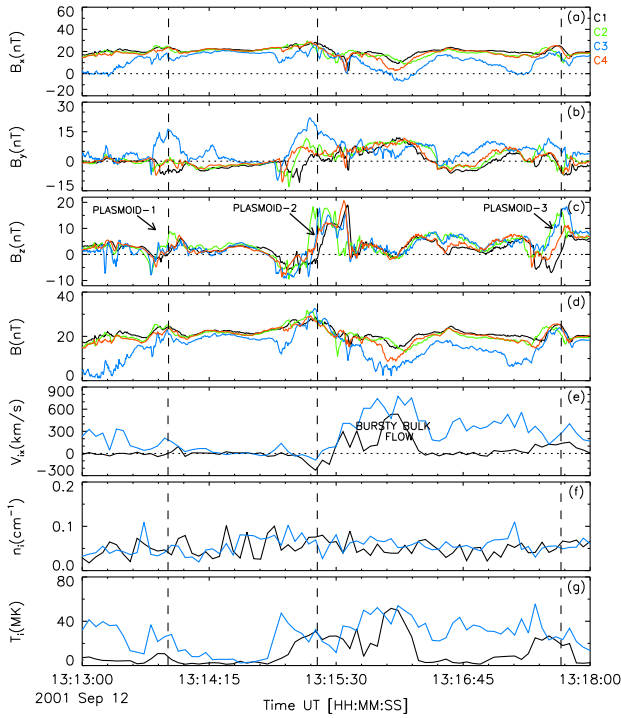 60
40
20
0
−20
Bx(nT)
(a)
C1
C2
C3
C4
30
15
0
−15
By(nT)
(b)
20
10
0
−10
Bz(nT)
(c)
PLASMOID−1
PLASMOID−2
PLASMOID−3
40
20
0
B(nT)
(d)
900
600
300
0
−300
Vix(km/s)
(e)
BURSTY BULK
FLOW
0.2
0.1
0.0
ni(cm−3)
(f)
80
40
0
Ti(MK)
(g)
13:13:00
13:14:15
13:15:30
13:16:45
13:18:00
2001 Sep 12
Time UT [HH:MM:SS]